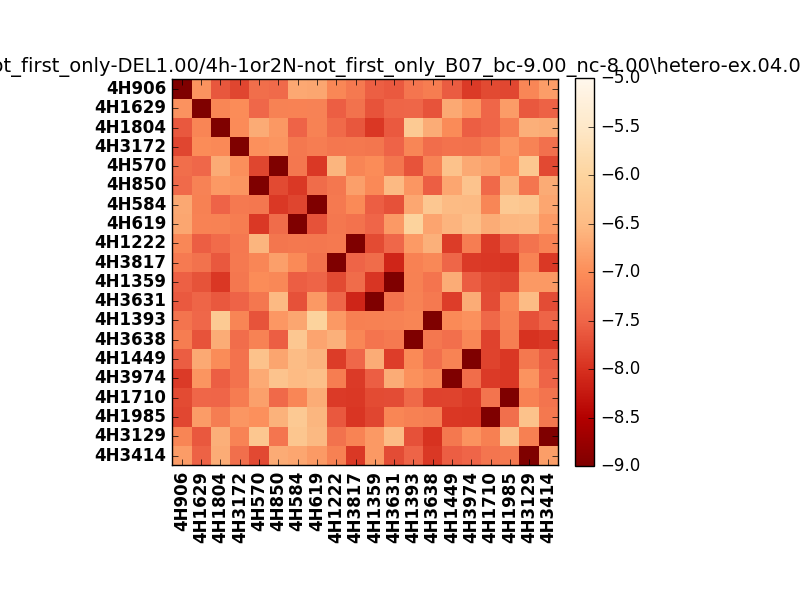 ot_first_only-DEL1.00/4h-1or2N-not_first_only_B07_bc-9.00_nc-8.00\hetero-ex.04.0
4H906
4H1629
4H1804
4H3172
4H570
4H850
4H584
4H619
4H1222
4H3817
4H1359
4H3631
4H1393
4H3638
4H1449
4H3974
4H1710
4H1985
4H3129
4H3414
−5.0
−5.5
−6.0
−6.5
−7.0
−7.5
−8.0
−8.5
−9.0
4H906
4H1629
4H1804
4H3172
4H570
4H850
4H584
4H619
4H1222
4H3817
4H1359
4H3631
4H1393
4H3638
4H1449
4H3974
4H1710
4H1985
4H3129
4H3414